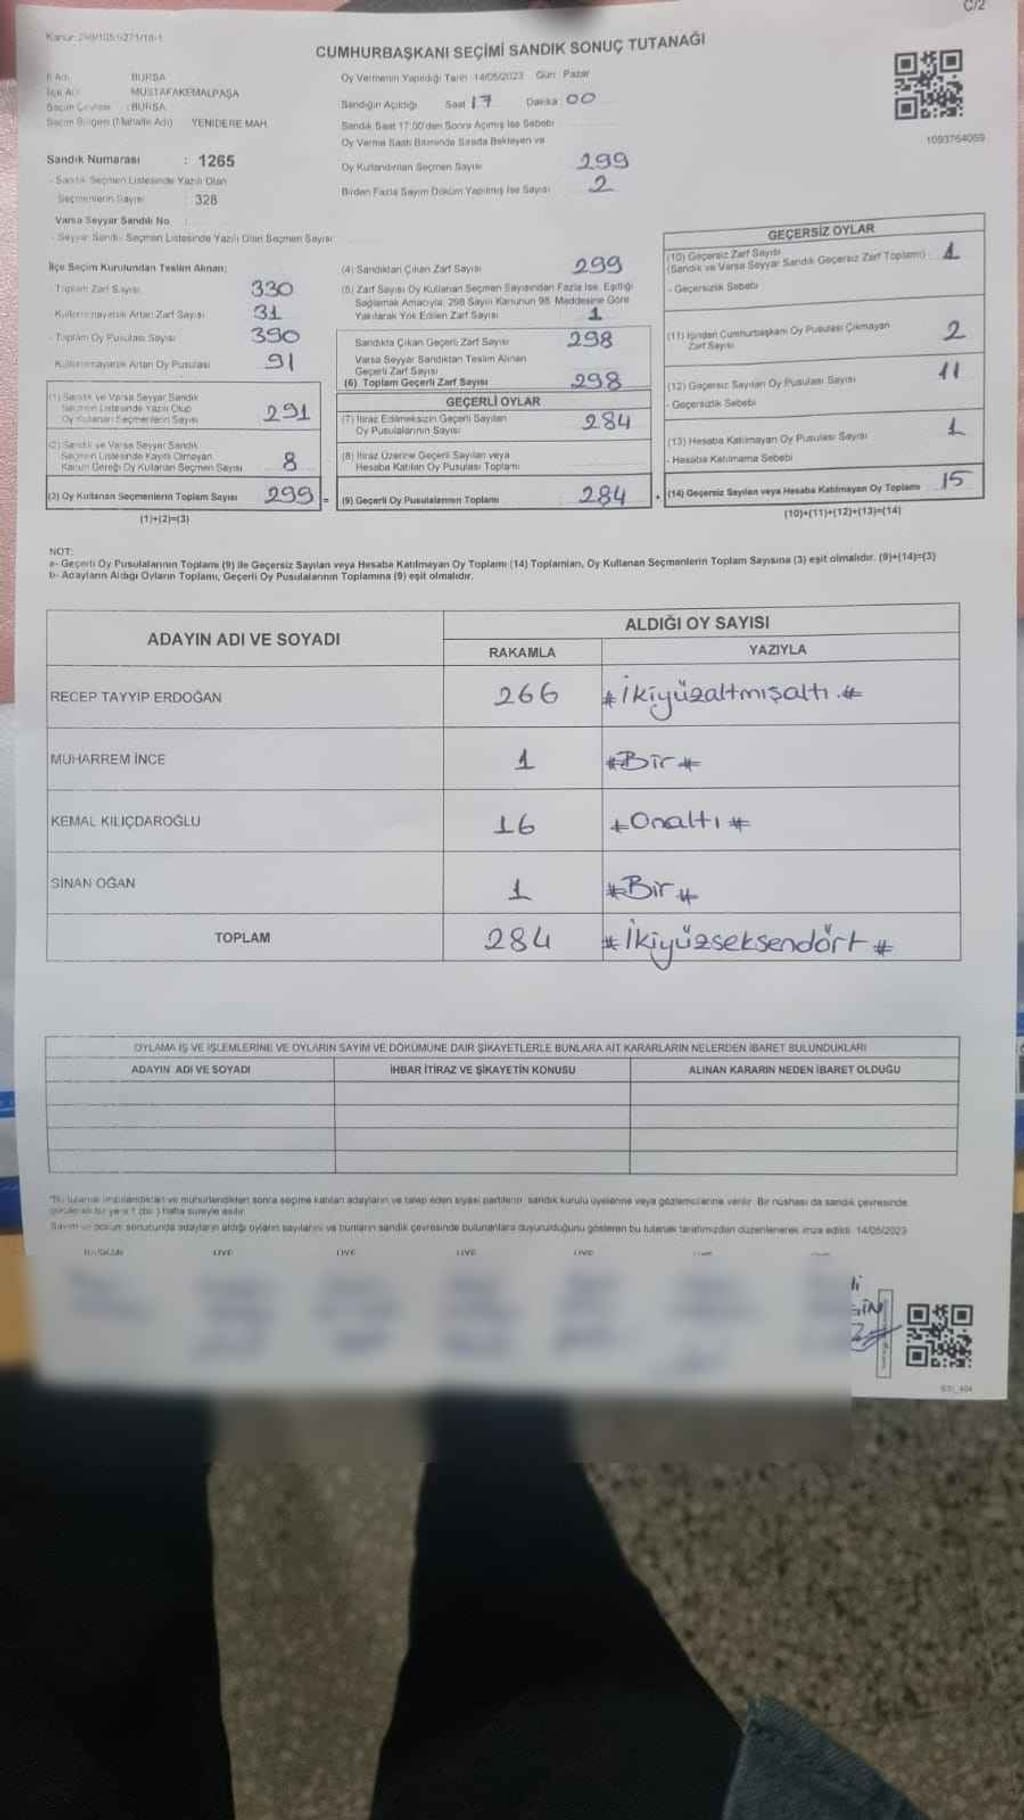 C/2
CUMHURBAŞKANI SEÇİMİ SANDIK SONUÇ TUTANAĞI
İl Adı BURSA
İlçe Adı MUSTAFAKEMALPAŞA
Seçim Çevresi : BURSA
Seçim Bölgesi (Mahalle Adı) YENİDERE MAH.
Sandık Numarası : 1265
- Sandık Seçmen Listesinde Yazılı Olan
Seçmenlerin Sayısı 328
Varsa Seyyar Sandık No
- Seyyar Sandık Seçmen Listesinde Yazılı Olan Seçmen Sayısı
Oy Vermenin Yapıldığı Tarih 14/05/2023 Gün Pazar
Sandığın Açıldığı Saat 17 Dakika 00
Sandık Saat 17:00'den Sonra Açılmış İse Sebebi
Oy Verme Saati Bitiminde Sırada Bekleyen ve
Oy Kullandırılan Seçmen Sayısı 299
Birden Fazla Sayım Döküm Yapılmış İse Sayısı 2
1093764059
İlçe Seçim Kurulundan Teslim Alınan;
- Toplam Zarf Sayısı 330
- Kullanılmayarak Artan Zarf Sayısı 31
- Toplam Oy Pusulası Sayısı 390
- Kullanılmayarak Artan Oy Pusulası 91
(1) Sandık ve Varsa Seyyar Sandık
Seçmen Listesinde Yazılı Olup
Oy Kullanan Seçmenlerin Sayısı 291
(2) Sandık ve Varsa Seyyar Sandık
Seçmen Listesinde Kayıtlı Olmayan
Kanun Gereği Oy Kullanan Seçmen Sayısı 8
(3) Oy Kullanan Seçmenlerin Toplam Sayısı 299
(1)+(2)=(3)
(4) Sandıktan Çıkan Zarf Sayısı 299
(5) Zarf Sayısı Oy Kullanan Seçmen Sayısından Fazla İse, Eşitliği
Sağlamak Amacıyla, 298 Sayılı Kanunun 98. Maddesine Göre
Yakılarak Yok Edilen Zarf Sayısı 1
Sandıkta Çıkan Geçerli Zarf Sayısı 298
Varsa Seyyar Sandıktan Teslim Alınan
Geçerli Zarf Sayısı
(6) Toplam Geçerli Zarf Sayısı 298
GEÇERLİ OYLAR
(7) İtiraz Edilmeksizin Geçerli Sayılan
Oy Pusulalarının Sayısı 284
(8) İtiraz Üzerine Geçerli Sayılan veya
Hesaba Katılan Oy Pusulası Toplamı
= (9) Geçerli Oy Pusulalarının Toplamı 284
GEÇERSİZ OYLAR
(10) Geçersiz Zarf Sayısı
(Sandık ve Varsa Seyyar Sandık Geçersiz Zarf Toplamı) 1
- Geçersizlik Sebebi
(11) İçinden Cumhurbaşkanı Oy Pusulası Çıkmayan
Zarf Sayısı 2
(12) Geçersiz Sayılan Oy Pusulası Sayısı 11
- Geçersizlik Sebebi
(13) Hesaba Katılmayan Oy Pusulası Sayısı 1
- Hesaba Katılmama Sebebi
(14) Geçersiz Sayılan veya Hesaba Katılmayan Oy Toplamı 15
(10)+(11)+(12)+(13)=(14)
NOT:
a- Geçerli Oy Pusulalarının Toplamı (9) ile Geçersiz Sayılan veya Hesaba Katılmayan Oy Toplamı (14) Toplamları, Oy Kullanan Seçmenlerin Toplam Sayısına (3) eşit olmalıdır. (9)+(14)=(3)
b- Adayların Aldığı Oyların Toplamı, Geçerli Oy Pusulalarının Toplamına (9) eşit olmalıdır.
ADAYIN ADI VE SOYADI ALDIĞI OY SAYISI
RAKAMLA YAZIYLA
RECEP TAYYIP ERDOĞAN 266 #İkiyüzaltmışaltı.#
MUHARREM İNCE 1 #Bir#
KEMAL KILIÇDAROĞLU 16 #Onaltı#
SİNAN OĞAN 1 #Bir#
TOPLAM 284 #İkiyüzseksendört#
OYLAMA İŞ VE İŞLEMLERİNE VE OYLARIN SAYIM VE DÖKÜMÜNE DAİR ŞİKAYETLERLE BUNLARA AİT KARARLARIN NELERDEN İBARET BULUNDUKLARI
ADAYIN ADI VE SOYADI İHBAR İTİRAZ VE ŞİKAYETİN KONUSU ALINAN KARARIN NEDEN İBARET OLDUĞU
sonra seçime katılan adayların ve talep eden siyasi partilerin sandık kurulu üyelerine veya gözlemcilerine verilir. Bir nüshası da sandık çevresinde
Sayım ve döküm sonucunda adayların aldığı oyların sayılarını ve bunların sandık çevresinde bulunanlara duyurulduğunu gösteren bu tutanak tarafımızdan düzenlenerek imza edildi. 14/05/2023
BAŞKAN ÜYE ÜYE ÜYE ÜYE